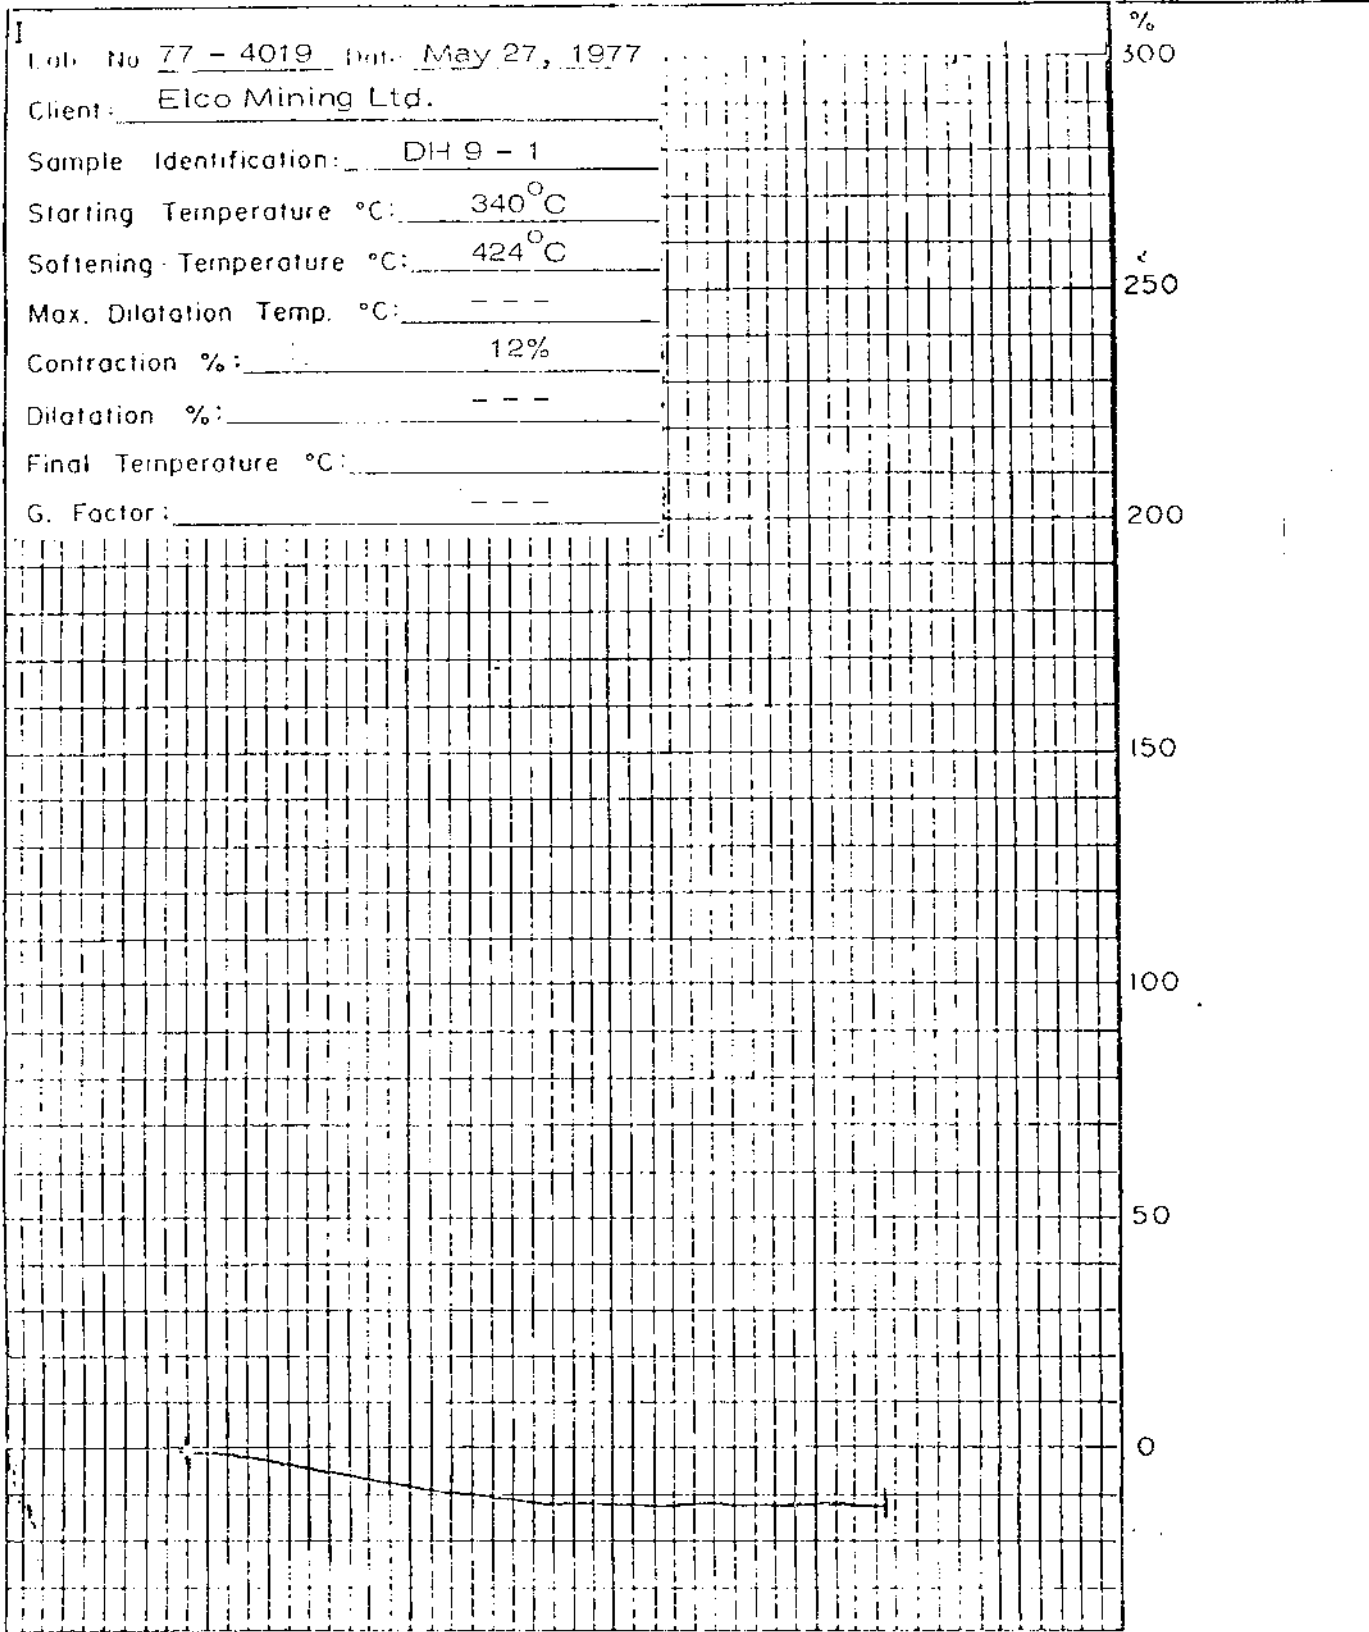 %
Lab No 77 - 4019 Date May 27, 1977
Client: Elco Mining Ltd.
Sample Identification: DH 9 - 1
Starting Temperature °C: 340°C
Softening Temperature °C: 424°C
Max. Dilatation Temp. °C: - - -
Contraction %: 12%
Dilatation %: - - -
Final Temperature °C:
G. Factor: - - -
300
250
200
150
100
50
0